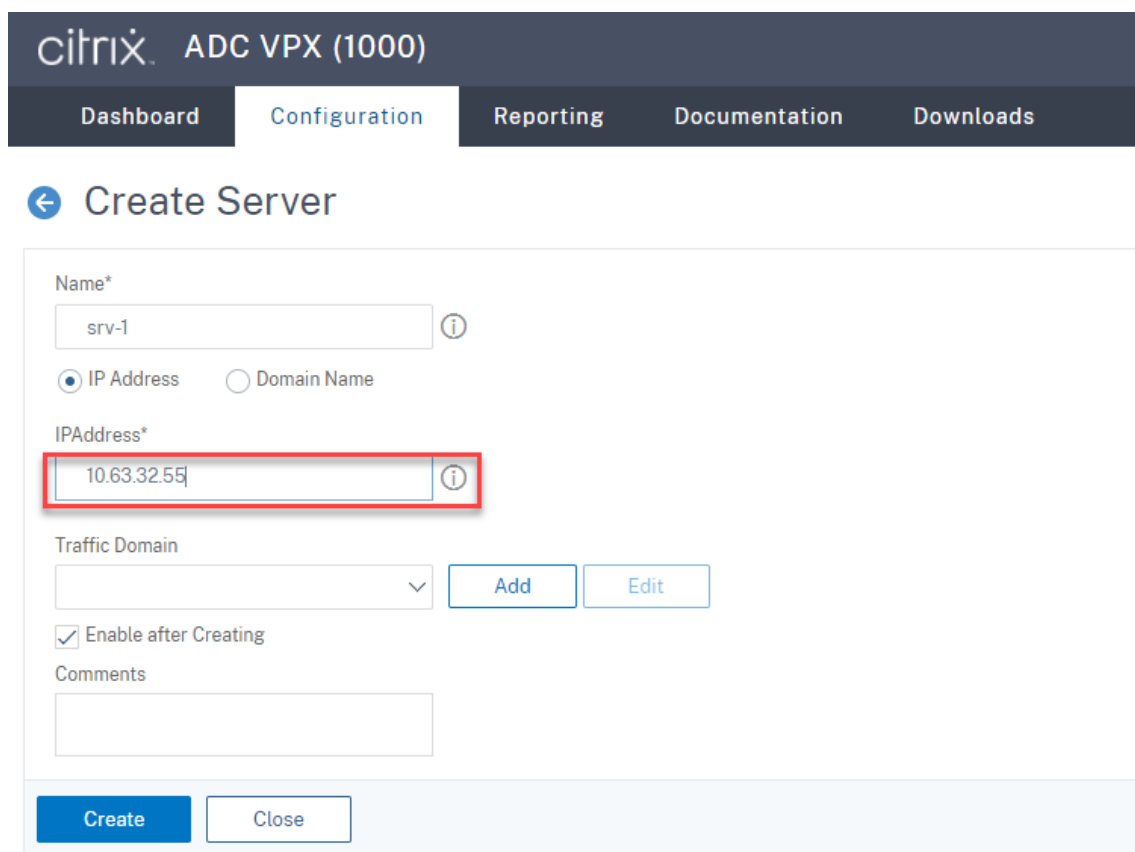 citrix. ADC VPX (1000)
Dashboard Configuration Reporting Documentation Downloads
Create Server
Name*
srv-1
IP Address Domain Name
IPAddress*
10.63.32.55
Traffic Domain
Add Edit
Enable after Creating
Comments
Create Close